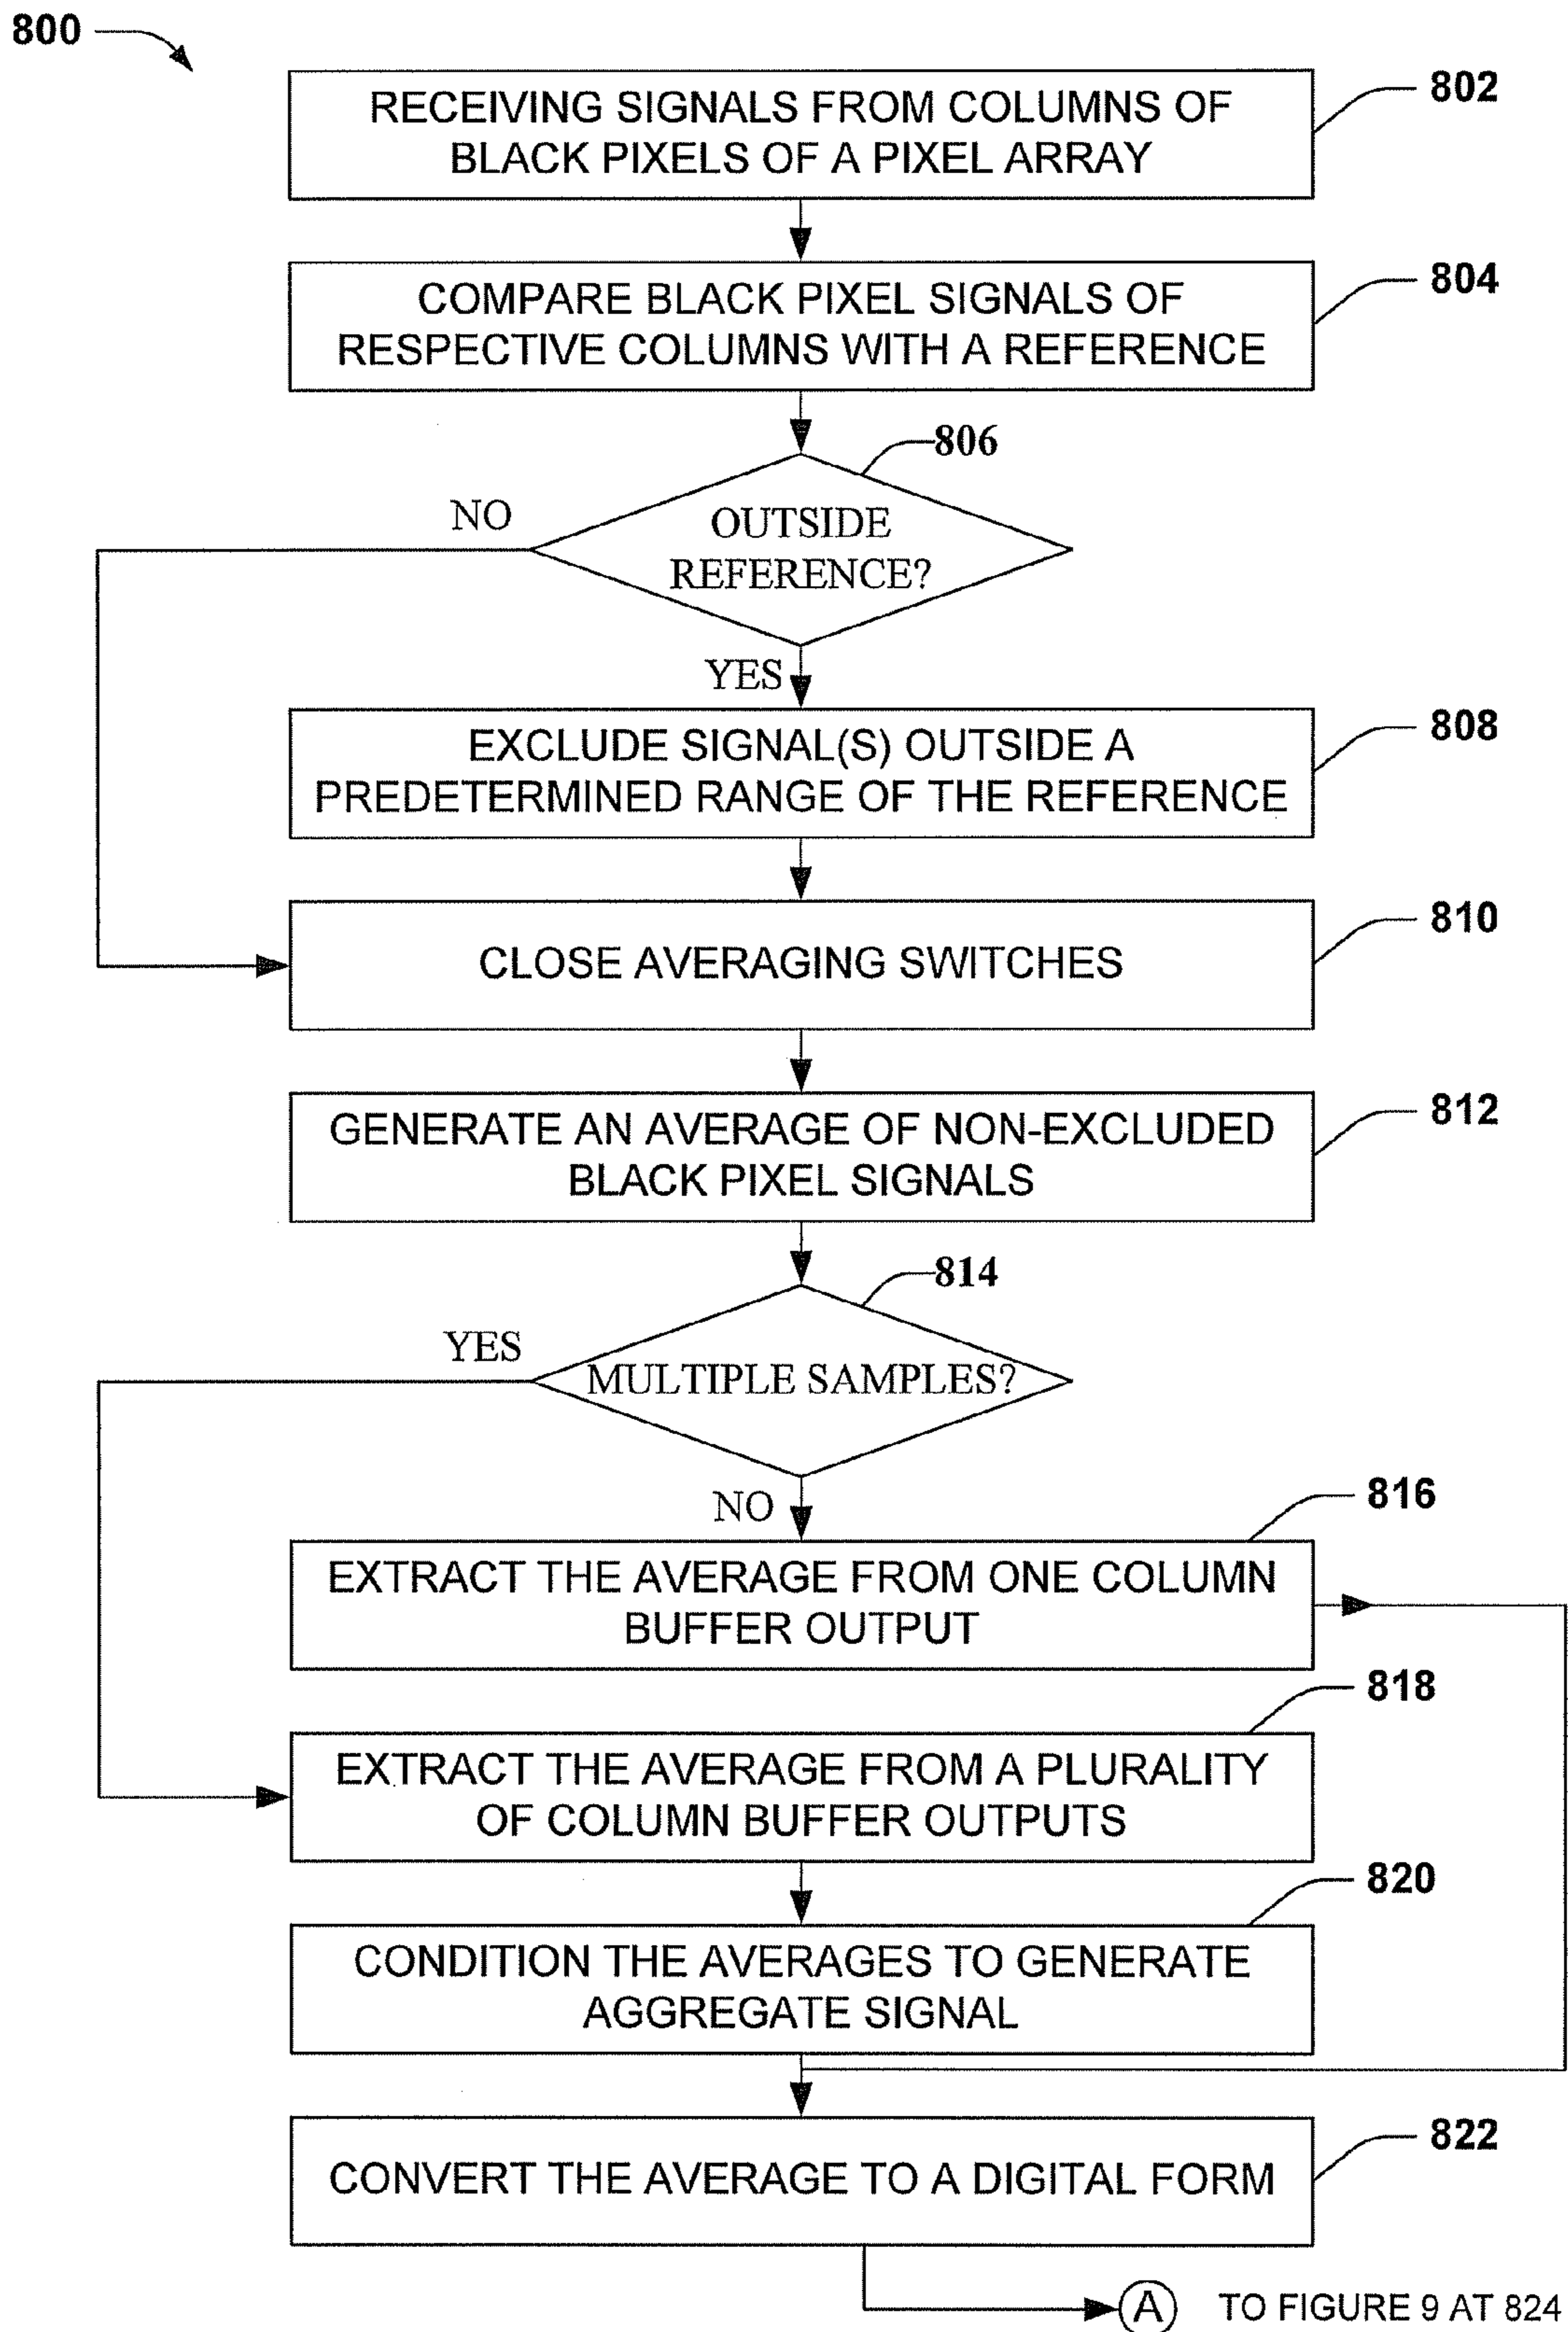 800
RECEIVING SIGNALS FROM COLUMNS OF
BLACK PIXELS OF A PIXEL ARRAY
802
COMPARE BLACK PIXEL SIGNALS OF
RESPECTIVE COLUMNS WITH A REFERENCE
804
806
NO
OUTSIDE
REFERENCE?
YES
EXCLUDE SIGNAL(S) OUTSIDE A
PREDETERMINED RANGE OF THE REFERENCE
808
CLOSE AVERAGING SWITCHES
810
GENERATE AN AVERAGE OF NON-EXCLUDED
BLACK PIXEL SIGNALS
812
814
YES
MULTIPLE SAMPLES?
NO
816
EXTRACT THE AVERAGE FROM ONE COLUMN
BUFFER OUTPUT
818
EXTRACT THE AVERAGE FROM A PLURALITY
OF COLUMN BUFFER OUTPUTS
820
CONDITION THE AVERAGES TO GENERATE
AGGREGATE SIGNAL
822
CONVERT THE AVERAGE TO A DIGITAL FORM
A TO FIGURE 9 AT 824